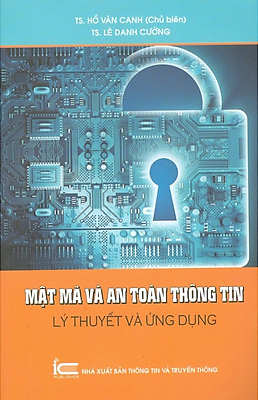 TS. HỒ VĂN CANH (Chủ biên)
TS. LÊ DANH CƯỜNG
MẬT MÃ VÀ AN TOÀN THÔNG TIN
LÝ THUYẾT VÀ ỨNG DỤNG
NHÀ XUẤT BẢN THÔNG TIN VÀ TRUYỀN THÔNG